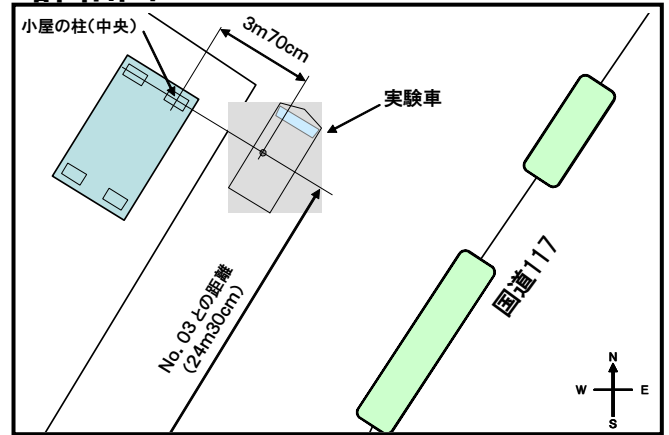 小屋の柱(中央)
3m70cm
実験車
No. 03との距離
(24m30cm)
国道117
N
W E
S